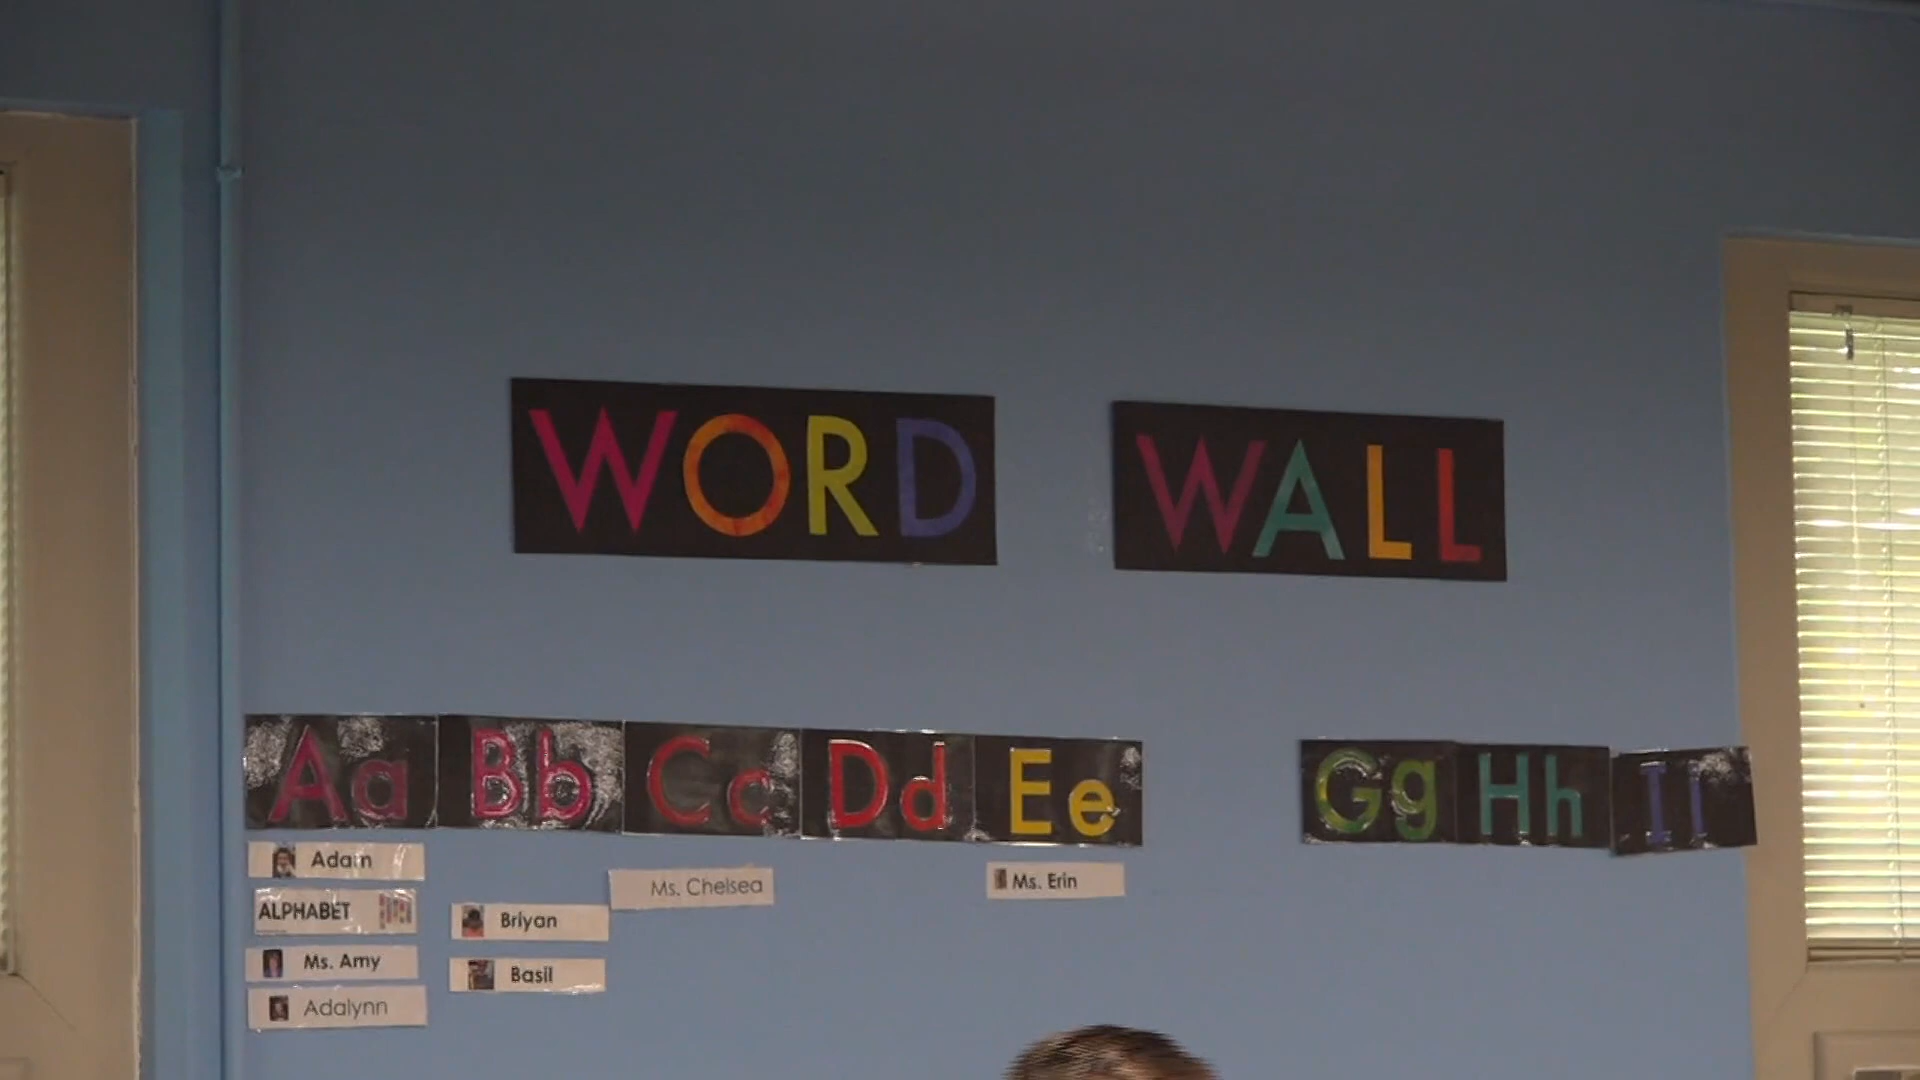 WORD WALL
Aa Bb Cc Dd Ee Gg Hh Ii
Adam
ALPHABET
Ms. Amy
Adalynn
Briyan
Basil
Ms. Chelsea
Ms. Erin